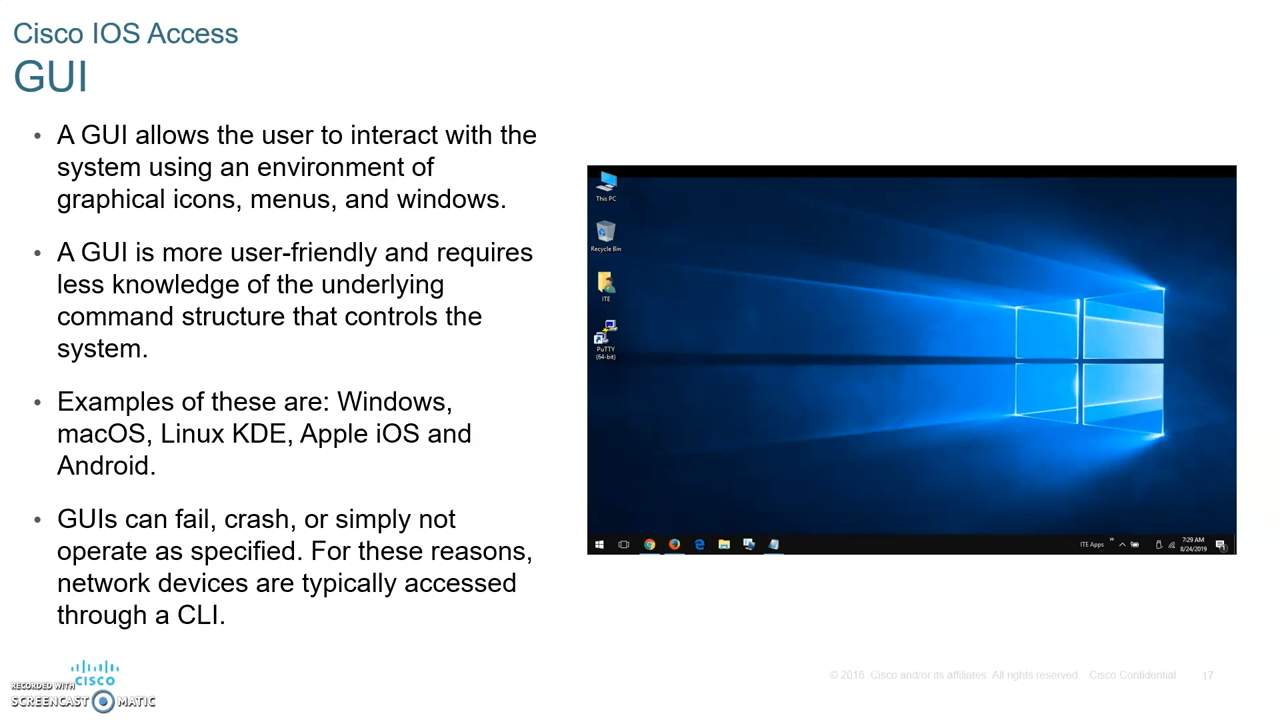 Cisco IOS Access
GUI
• A GUI allows the user to interact with the
system using an environment of
graphical icons, menus, and windows.
• A GUI is more user-friendly and requires
less knowledge of the underlying
command structure that controls the
system.
• Examples of these are: Windows,
macOS, Linux KDE, Apple iOS and
Android.
• GUIs can fail, crash, or simply not
operate as specified. For these reasons,
network devices are typically accessed
through a CLI.
This PC
Recycle Bin
ITE
PuTTY
(64-bit)
ITE Apps
7:29 AM
8/24/2019
CISCO
RECORDED WITH
SCREENCAST MATIC
© 2016 Cisco and/or its affiliates. All rights reserved. Cisco Confidential 17